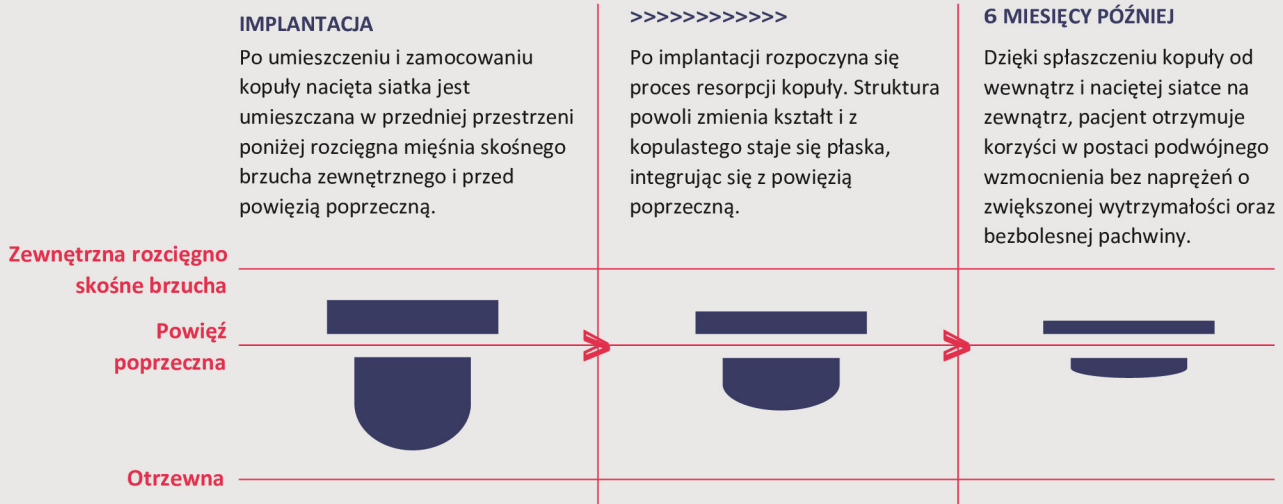 IMPLANTACJA
Po umieszczeniu i zamocowaniu
kopuły nacięta siatka jest
umieszczana w przedniej przestrzeni
poniżej rozcięgna mięśnia skośnego
brzucha zewnętrznego i przed
powięzią poprzeczną.
>>>>>>>>>>>>
Po implantacji rozpoczyna się
proces resorpcji kopuły. Struktura
powoli zmienia kształt i z
kopulastego staje się płaska,
integrując się z powięzią
poprzeczną.
6 MIESIĘCY PÓŹNIEJ
Dzięki spłaszczeniu kopuły od
wewnątrz i naciętej siatce na
zewnątrz, pacjent otrzymuje
korzyści w postaci podwójnego
wzmocnienia bez naprężeń o
zwiększonej wytrzymałości oraz
bezbolesnej pachwiny.
Zewnętrzna rozcięgno
skośne brzucha
Powięź
poprzeczna
Otrzewna